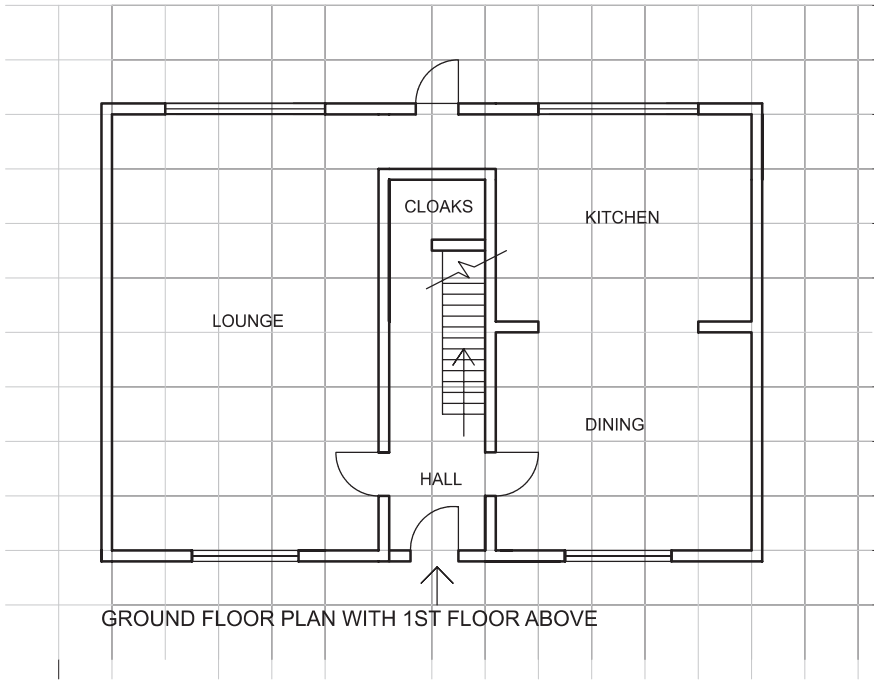 CLOAKS
KITCHEN
LOUNGE
DINING
HALL
GROUND FLOOR PLAN WITH 1ST FLOOR ABOVE